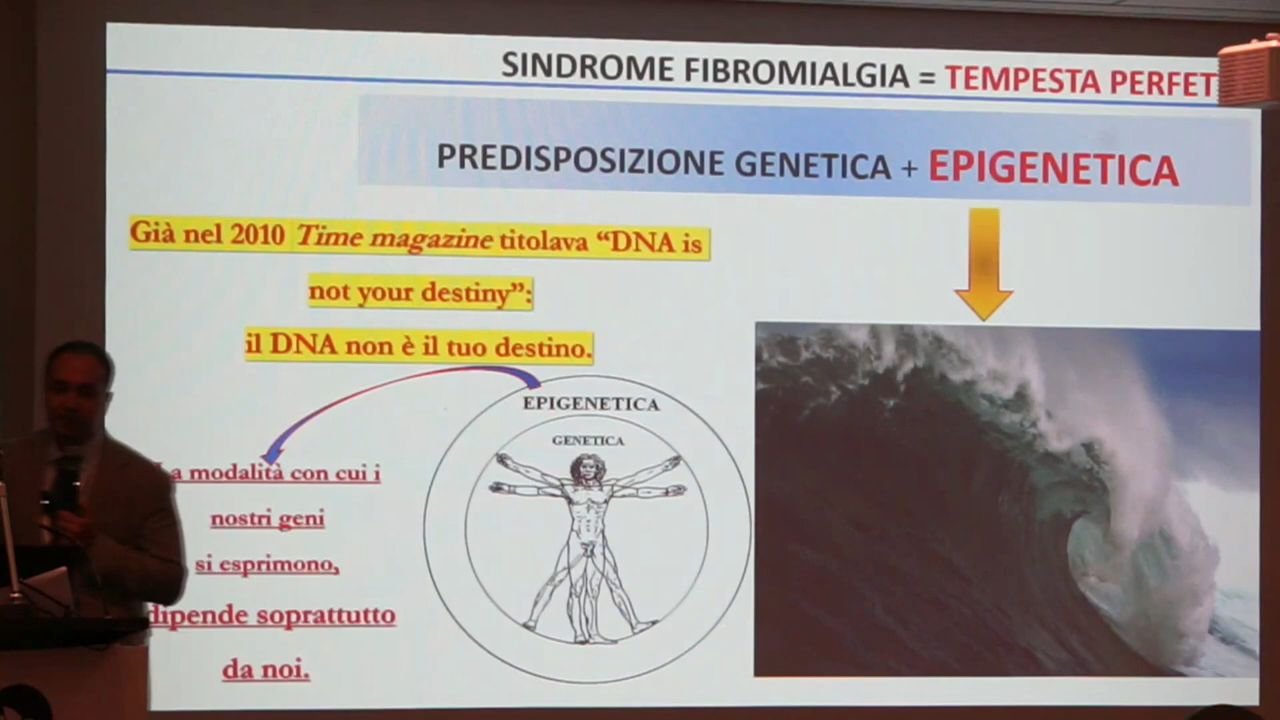 SINDROME FIBROMIALGIA = TEMPESTA PERFET
PREDISPOSIZIONE GENETICA + EPIGENETICA
Già nel 2010 Time magazine titolava “DNA is
not your destiny”:
il DNA non è il tuo destino.
EPIGENETICA
GENETICA
a modalità con cui i
nostri geni
si esprimono,
dipende soprattutto
da noi.